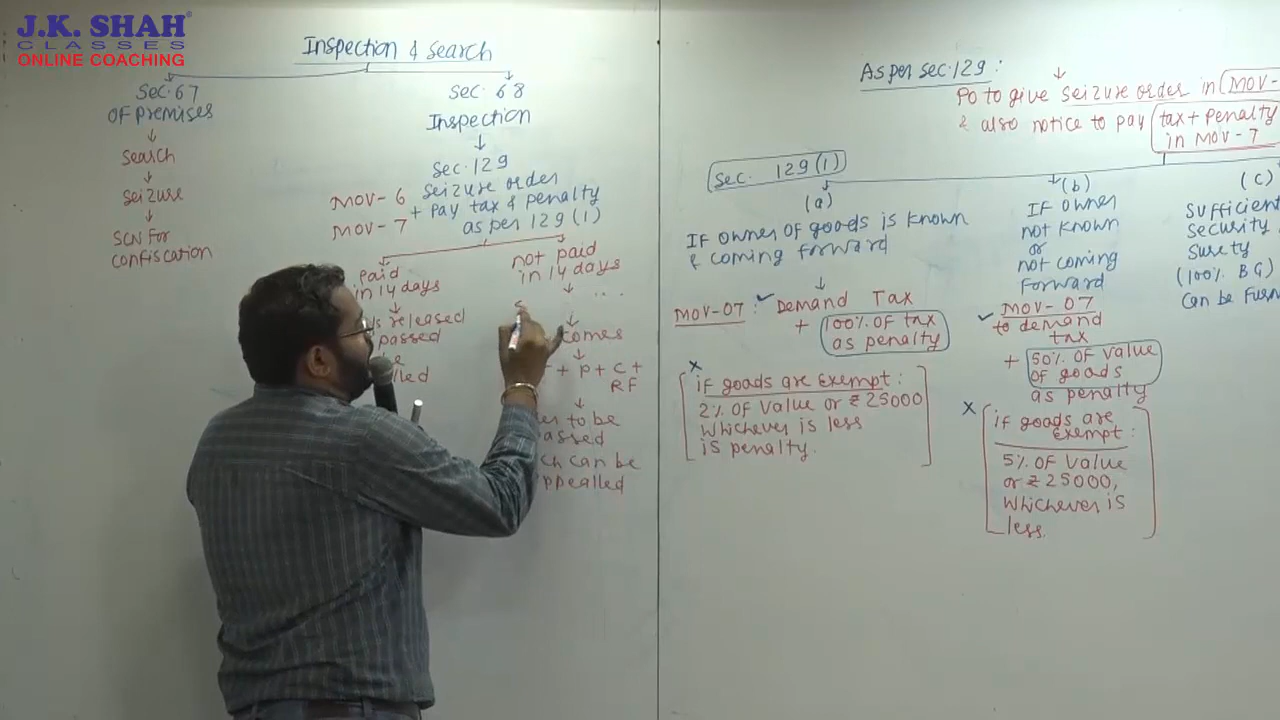 J.K. SHAH®
CLASSES
ONLINE COACHING
Inspection & search
Sec. 67
OF Premises
Search
Seizure
SCN For
Confiscation
Sec. 68
Inspection
Sec. 129
MOV-6 Seizure order
MOV-7 + Pay tax & penalty
as per 129(1)
Paid
in 14 days
released
passed
not paid
in 14 days
...
comes
+ P + C +
RF
to be
passed
can be
As per Sec. 129:
PO to give seizure order in MOV-
& also notice to pay tax + Penalty
in MOV-7
Sec. 129(1)
(a)
IF owner of goods is known
& coming forward
MOV-07: ✓ Demand Tax
+ 100% OF tax
as penalty
x
if goods are Exempt:
2% OF Value or ₹25000
Whichever is less
is penalty.
(b)
IF Owner
not known
or
not coming
Forward
✓ MOV-07
to demand
tax
+ 50% OF Value
OF goods
as penalty
x
if goods are
Exempt:
5% OF Value
or ₹25000,
Whichever is
less.
(C)
Sufficien
Security
Surety
(100% BG)
Can be Furn